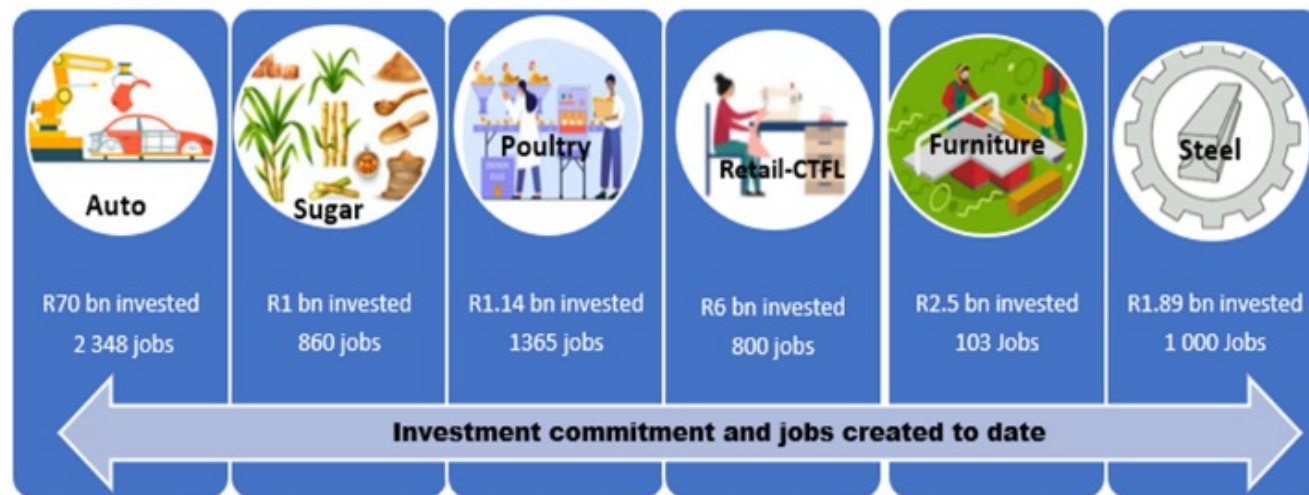 Auto
R70 bn invested
2 348 jobs
Sugar
R1 bn invested
860 jobs
Poultry
R1.14 bn invested
1365 jobs
Retail-CTFL
R6 bn invested
800 jobs
Furniture
R2.5 bn invested
103 Jobs
Steel
R1.89 bn invested
1 000 Jobs
Investment commitment and jobs created to date